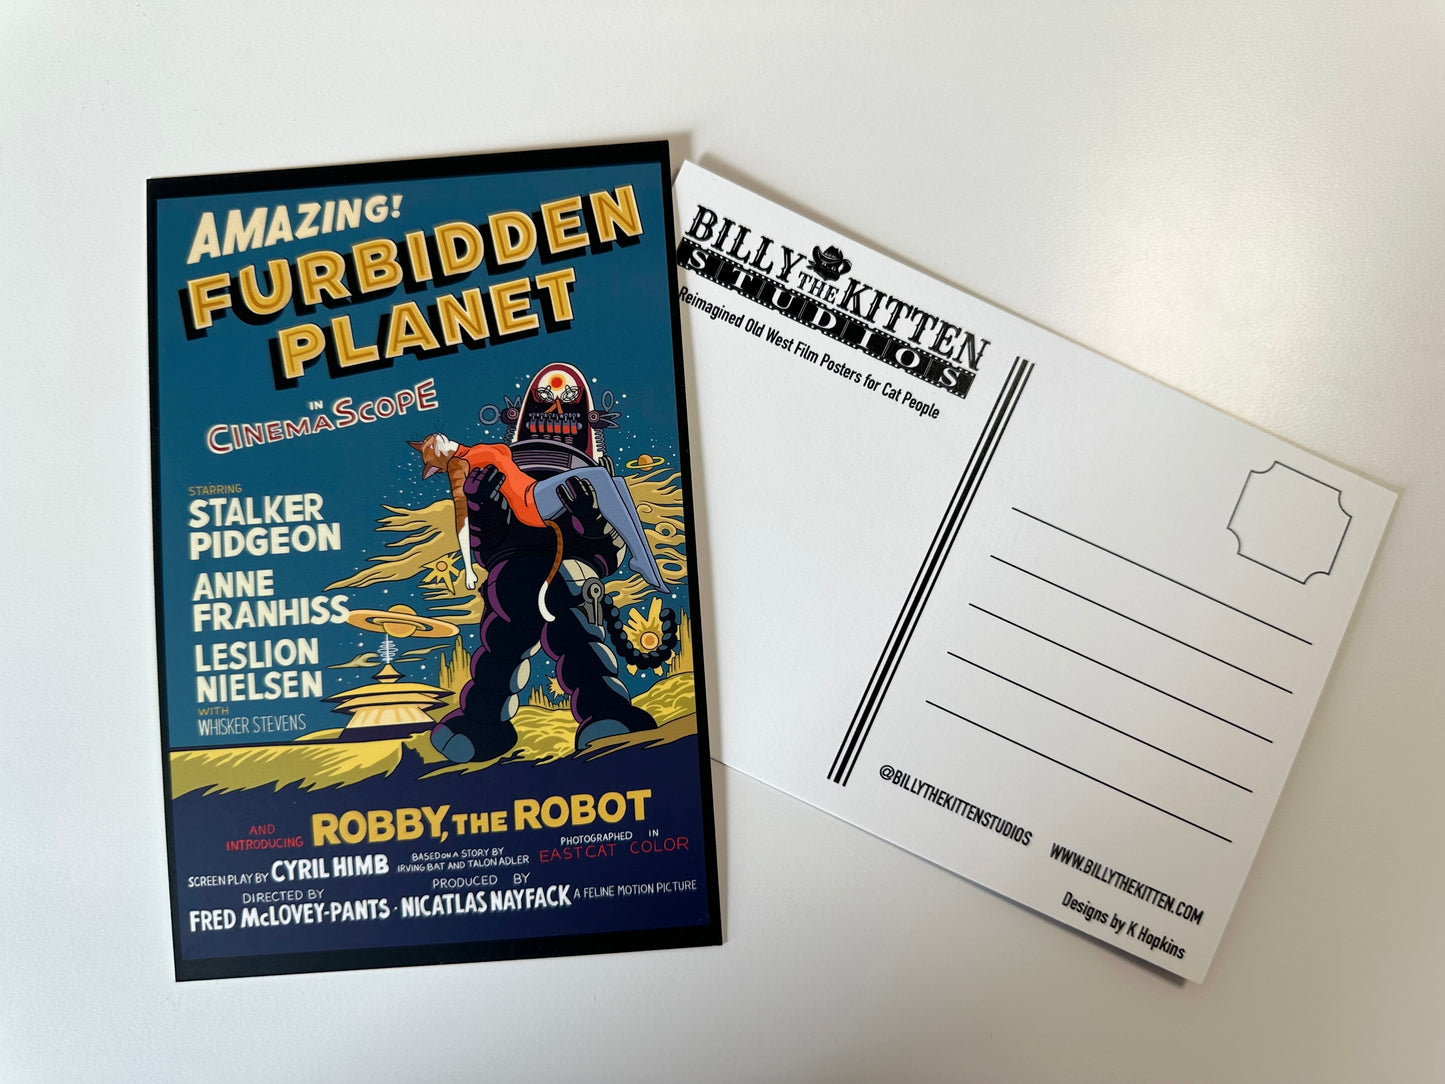 AMAZING!
FURBIDDEN
PLANET
IN
CINEMASCOPE
STARRING
STALKER
PIDGEON
ANNE
FRANHISS
LESLION
NIELSEN
WITH
WHISKER STEVENS
AND
INTRODUCING
ROBBY, THE ROBOT
SCREEN PLAY BY CYRIL HIMB
BASED ON A STORY BY
IRVING BAT AND TALON ADLER
PHOTOGRAPHED IN
EASTCAT COLOR
DIRECTED BY
FRED McLOVEY-PANTS ·
PRODUCED BY
NICATLAS NAYFACK
A FELINE MOTION PICTURE
BILLY THE KITTEN
STUDIOS
Reimagined Old West Film Posters for Cat People
@BILLYTHEKITTENSTUDIOS
WWW.BILLYTHEKITTEN.COM
Designs by K Hopkins